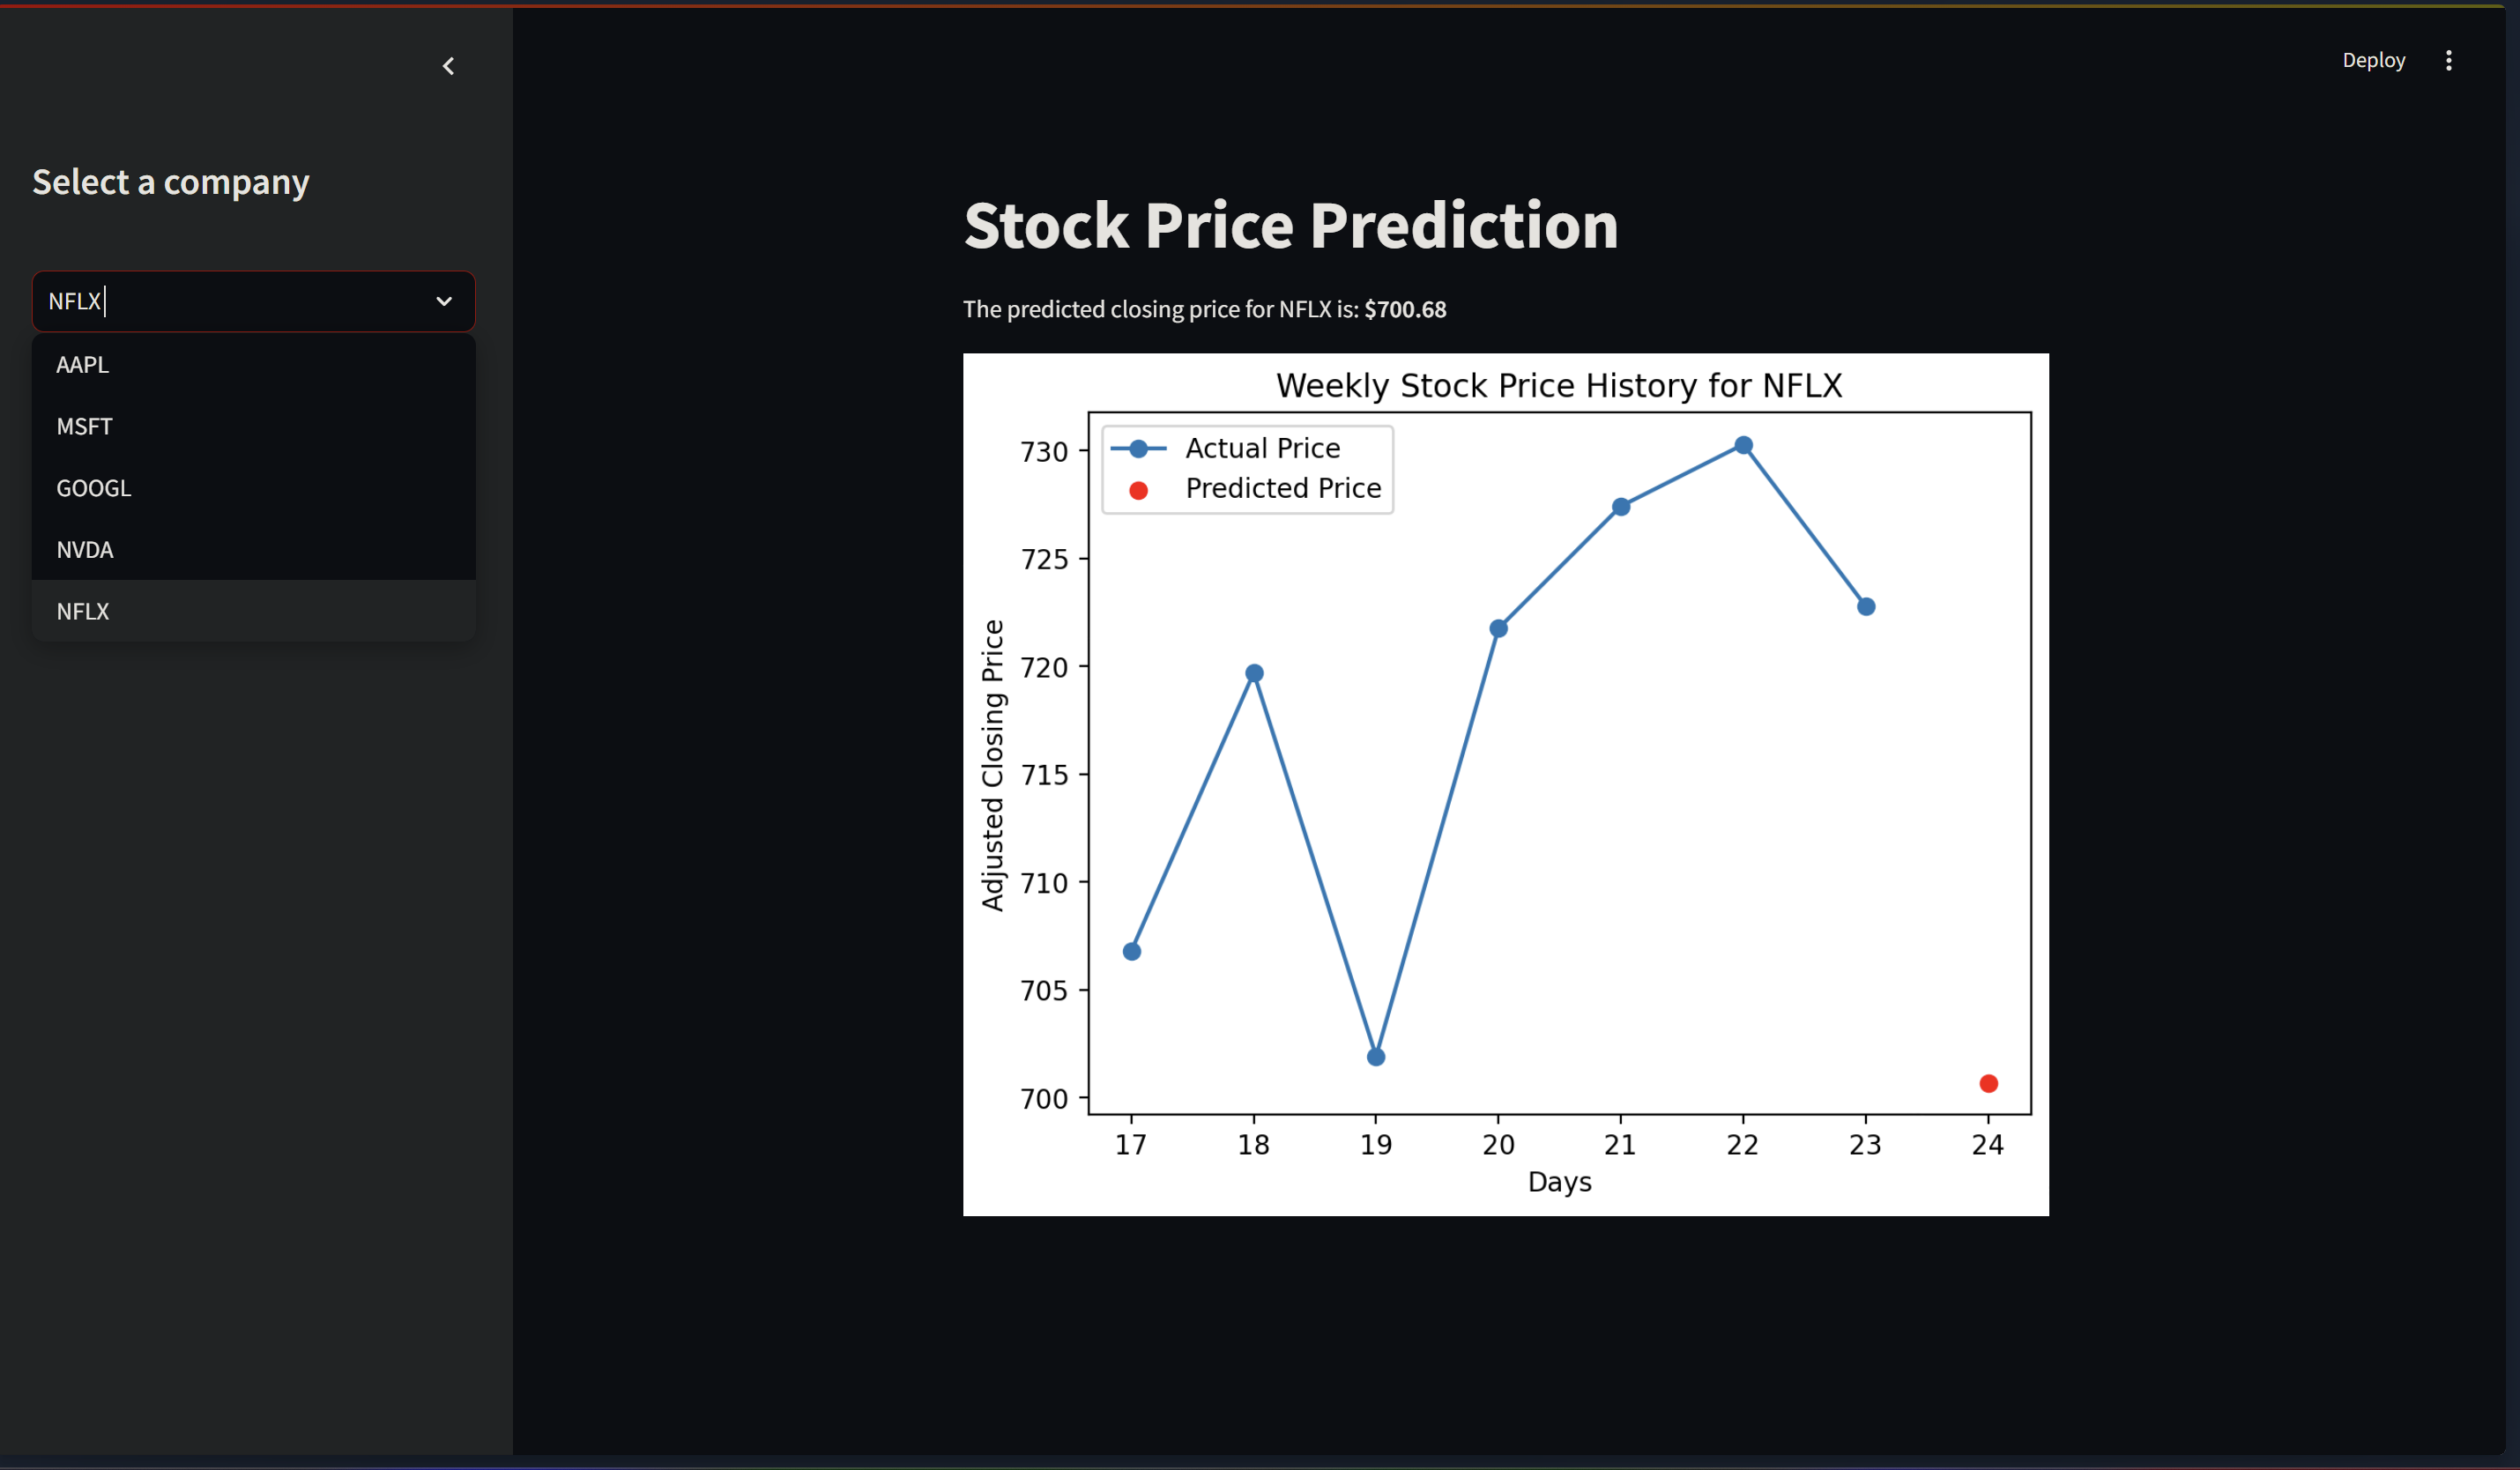 Deploy
Select a company
NFLX
AAPL
MSFT
GOOGL
NVDA
NFLX
Stock Price Prediction
The predicted closing price for NFLX is: $700.68
Weekly Stock Price History for NFLX
Actual Price
Predicted Price
Adjusted Closing Price
730
725
720
715
710
705
700
17 18 19 20 21 22 23 24
Days